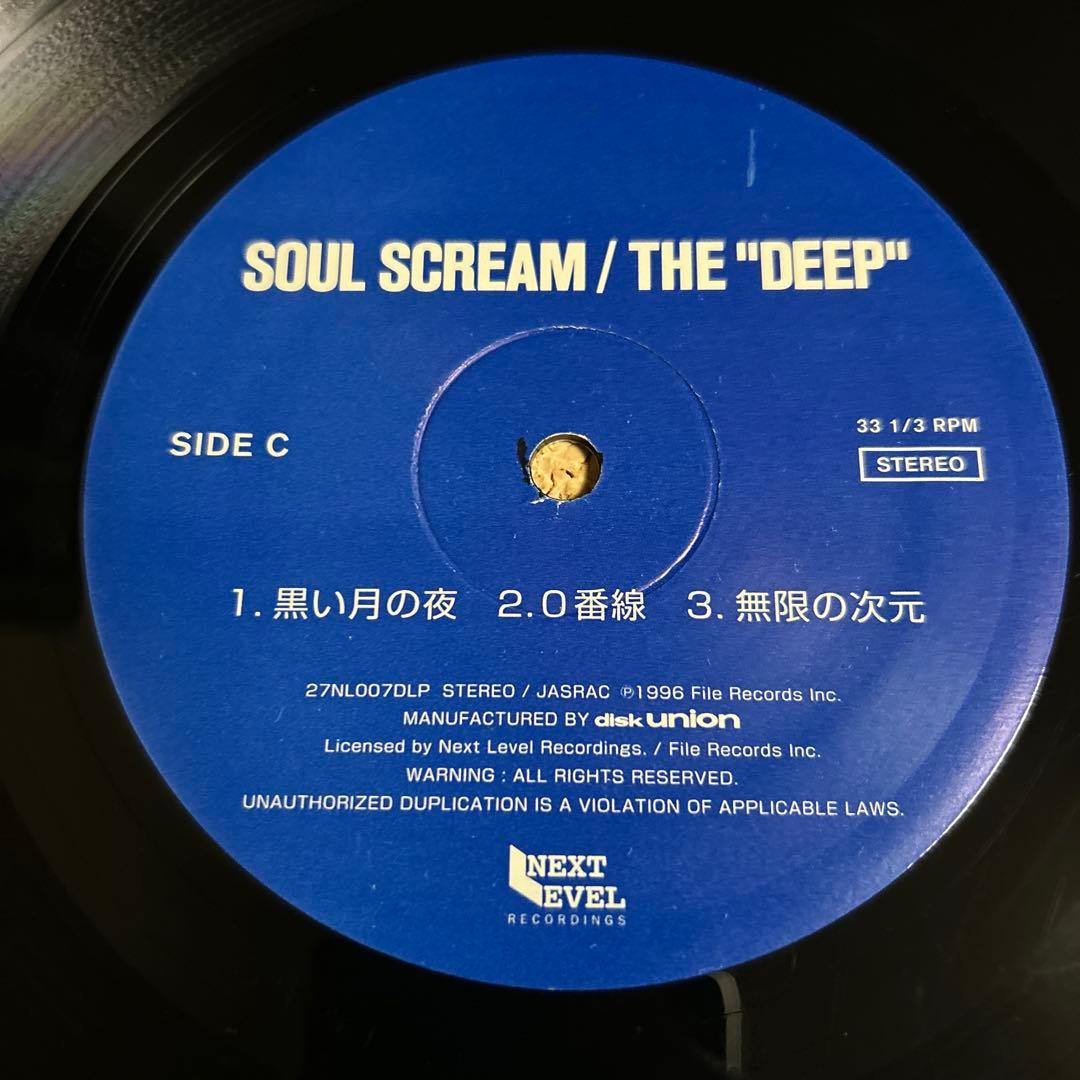 SOUL SCREAM / THE "DEEP"
SIDE C
33 1/3 RPM
STEREO
1. 黒い月の夜 2. 0番線 3. 無限の次元
27NL007DLP STEREO / JASRAC ℗1996 File Records Inc.
MANUFACTURED BY disk union
Licensed by Next Level Recordings. / File Records Inc.
WARNING : ALL RIGHTS RESERVED.
UNAUTHORIZED DUPLICATION IS A VIOLATION OF APPLICABLE LAWS.
NEXT
LEVEL
RECORDINGS